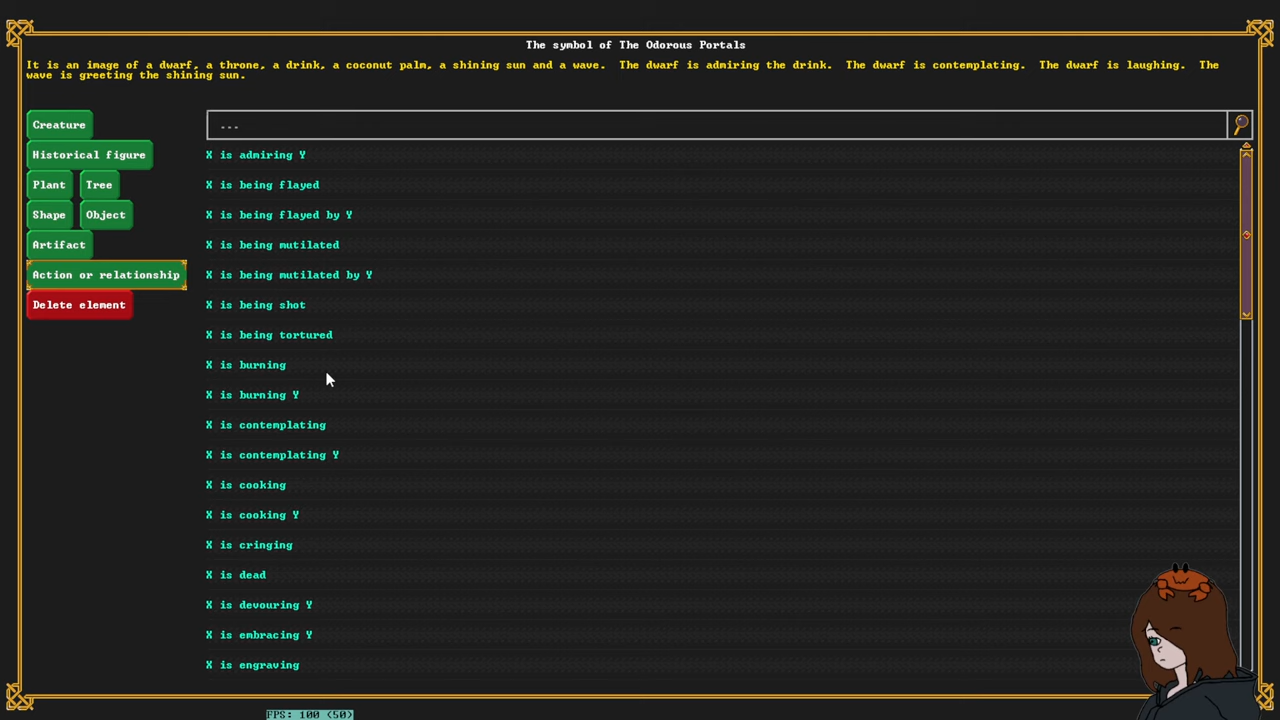 The symbol of The Odorous Portals
It is an image of a dwarf, a throne, a drink, a coconut palm, a shining sun and a wave.  The dwarf is admiring the drink.  The dwarf is contemplating.  The dwarf is laughing.  The
wave is greeting the shining sun.
Creature
Historical figure
Plant Tree
Shape Object
Artifact
Action or relationship
Delete element
...
X is admiring Y
X is being flayed
X is being flayed by Y
X is being mutilated
X is being mutilated by Y
X is being shot
X is being tortured
X is burning
X is burning Y
X is contemplating
X is contemplating Y
X is cooking
X is cooking Y
X is cringing
X is dead
X is devouring Y
X is embracing Y
X is engraving
FPS: 100 (50)